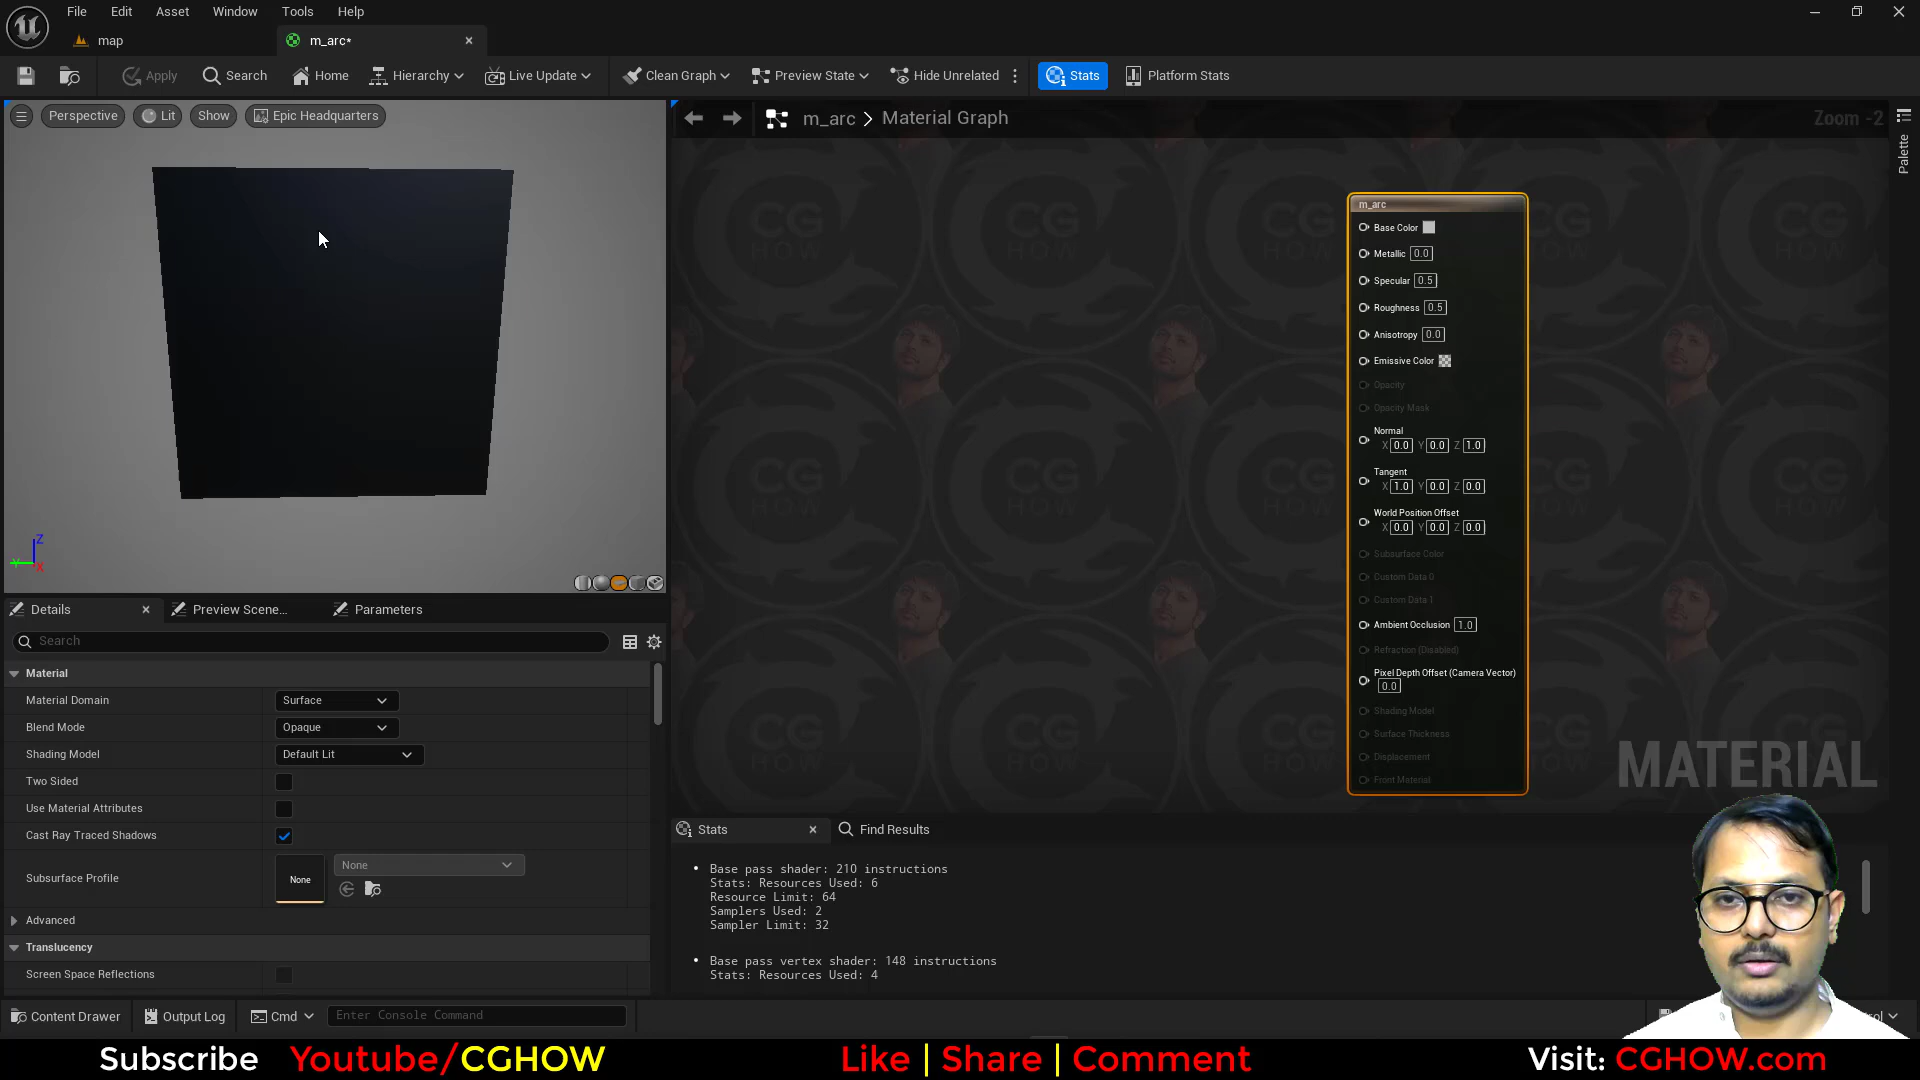 File Edit Asset Window Tools Help
map m_arc*
Apply Search Home Hierarchy Live Update Clean Graph Preview State Hide Unrelated Stats Platform Stats
Perspective Lit Show Epic Headquarters
m_arc > Material Graph
Zoom -2
Palette
m_arc
Base Color
Metallic 0.0
Specular 0.5
Roughness 0.5
Anisotropy 0.0
Emissive Color
Opacity
Opacity Mask
Normal
X 0.0 Y 0.0 Z 1.0
Tangent
X 1.0 Y 0.0 Z 0.0
World Position Offset
X 0.0 Y 0.0 Z 0.0
Subsurface Color
Custom Data 0
Custom Data 1
Ambient Occlusion 1.0
Refraction (Disabled)
Pixel Depth Offset (Camera Vector)
0.0
Shading Model
Surface Thickness
Displacement
Front Material
MATERIAL
CG
HOW
Z
Y
X
Details Preview Scene... Parameters
Search
Material
Material Domain Surface
Blend Mode Opaque
Shading Model Default Lit
Two Sided
Use Material Attributes
Cast Ray Traced Shadows
Subsurface Profile None None
Advanced
Translucency
Screen Space Reflections
Stats Find Results
• Base pass shader: 210 instructions
Stats: Resources Used: 6
Resource Limit: 64
Samplers Used: 2
Sampler Limit: 32
• Base pass vertex shader: 148 instructions
Stats: Resources Used: 4
Content Drawer Output Log Cmd Enter Console Command
Subscribe Youtube/CGHOW Like | Share | Comment Visit: CGHOW.com